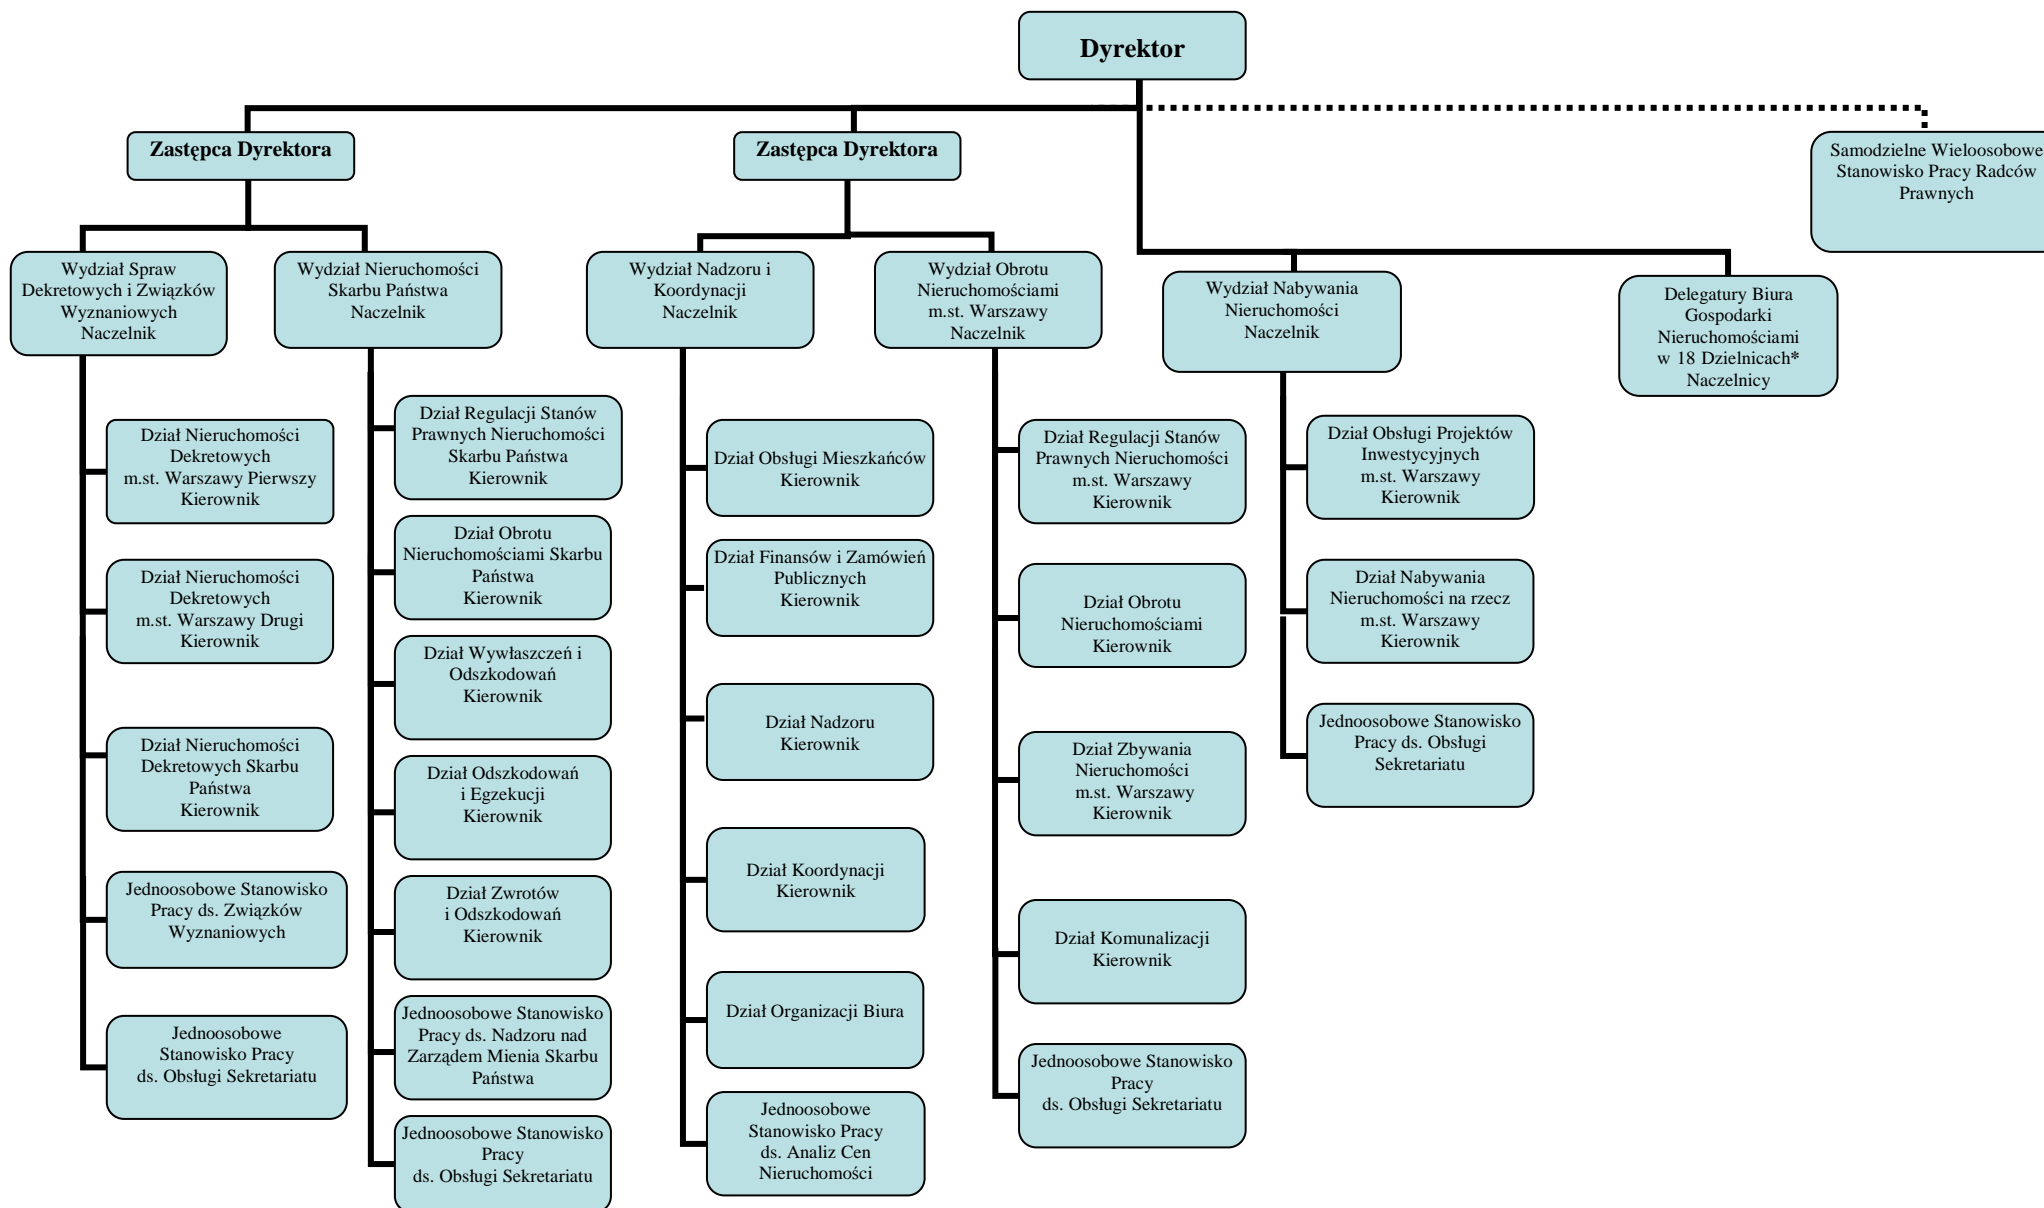 Dyrektor
Zastępca Dyrektora
Zastępca Dyrektora
Samodzielne Wieloosobowe
Stanowisko Pracy Radców
Prawnych
Wydział Spraw
Dekretowych i Związków
Wyznaniowych
Naczelnik
Wydział Nieruchomości
Skarbu Państwa
Naczelnik
Wydział Nadzoru i
Koordynacji
Naczelnik
Wydział Obrotu
Nieruchomościami
m.st. Warszawy
Naczelnik
Wydział Nabywania
Nieruchomości
Naczelnik
Delegatury Biura
Gospodarki
Nieruchomościami
w 18 Dzielnicach*
Naczelnicy
Dział Nieruchomości
Dekretowych
m.st. Warszawy Pierwszy
Kierownik
Dział Nieruchomości
Dekretowych
m.st. Warszawy Drugi
Kierownik
Dział Nieruchomości
Dekretowych Skarbu
Państwa
Kierownik
Jednoosobowe Stanowisko
Pracy ds. Związków
Wyznaniowych
Jednoosobowe
Stanowisko Pracy
ds. Obsługi Sekretariatu
Dział Regulacji Stanów
Prawnych Nieruchomości
Skarbu Państwa
Kierownik
Dział Obrotu
Nieruchomościami Skarbu
Państwa
Kierownik
Dział Wywłaszczeń i
Odszkodowań
Kierownik
Dział Odszkodowań
i Egzekucji
Kierownik
Dział Zwrotów
i Odszkodowań
Kierownik
Jednoosobowe Stanowisko
Pracy ds. Nadzoru nad
Zarządem Mienia Skarbu
Państwa
Jednoosobowe Stanowisko
Pracy
ds. Obsługi Sekretariatu
Dział Obsługi Mieszkańców
Kierownik
Dział Finansów i Zamówień
Publicznych
Kierownik
Dział Nadzoru
Kierownik
Dział Koordynacji
Kierownik
Dział Organizacji Biura
Jednoosobowe
Stanowisko Pracy
ds. Analiz Cen
Nieruchomości
Dział Regulacji Stanów
Prawnych Nieruchomości
m.st. Warszawy
Kierownik
Dział Obrotu
Nieruchomościami
Kierownik
Dział Zbywania
Nieruchomości
m.st. Warszawy
Kierownik
Dział Komunalizacji
Kierownik
Jednoosobowe Stanowisko
Pracy
ds. Obsługi Sekretariatu
Dział Obsługi Projektów
Inwestycyjnych
m.st. Warszawy
Kierownik
Dział Nabywania
Nieruchomości na rzecz
m.st. Warszawy
Kierownik
Jednoosobowe Stanowisko
Pracy ds. Obsługi
Sekretariatu